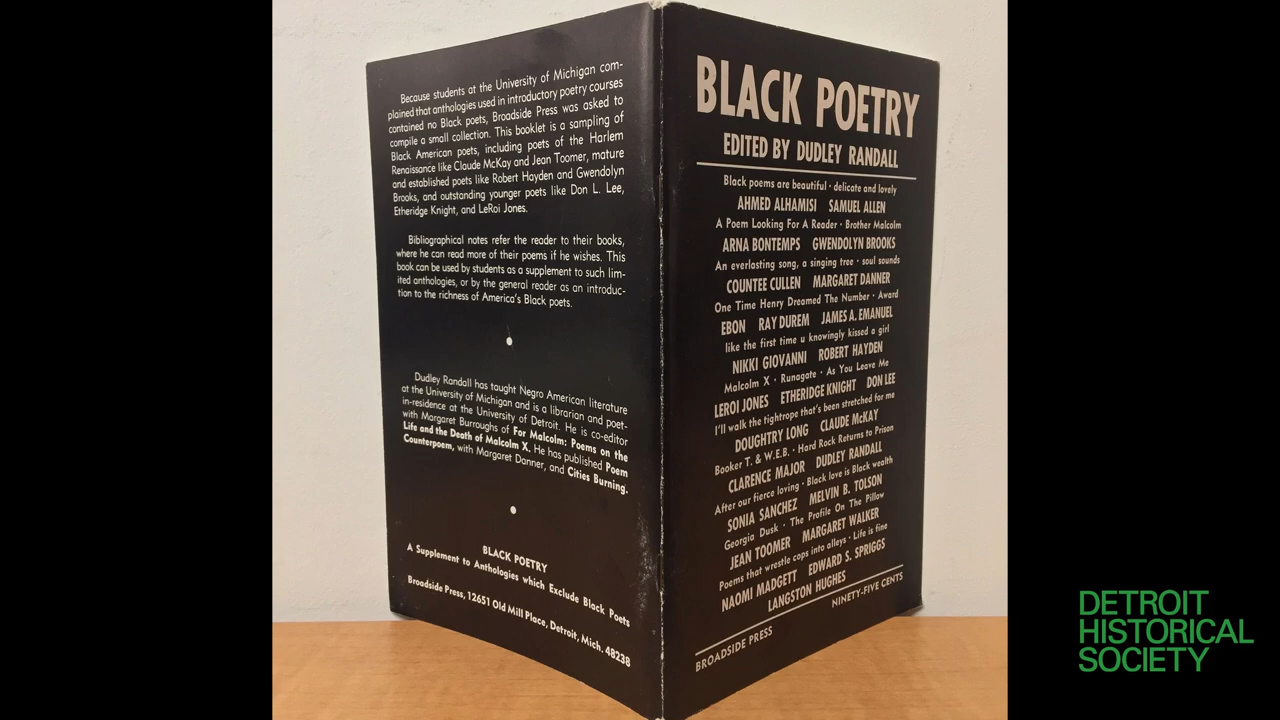 Because students at the University of Michigan com-
plained that anthologies used in introductory poetry courses
contained no Black poets, Broadside Press was asked to
compile a small collection. This booklet is a sampling of
Black American poets, including poets of the Harlem
Renaissance like Claude McKay and Jean Toomer, mature
and established poets like Robert Hayden and Gwendolyn
Brooks, and outstanding younger poets like Don L. Lee,
Etheridge Knight, and LeRoi Jones.
Bibliographical notes refer the reader to their books,
where he can read more of their poems if he wishes. This
book can be used by students as a supplement to such lim-
ited anthologies, or by the general reader as an introduc-
tion to the richness of America's Black poets.
Dudley Randall has taught Negro American literature
at the University of Michigan and is a librarian and poet-
in-residence at the University of Detroit. He is co-editor
with Margaret Burroughs of For Malcolm: Poems on the
Life and the Death of Malcolm X. He has published Poem
Counterpoem, with Margaret Danner, and Cities Burning.
BLACK POETRY
A Supplement to Anthologies which Exclude Black Poets
Broadside Press, 12651 Old Mill Place, Detroit, Mich. 48238
BLACK POETRY
EDITED BY DUDLEY RANDALL
Black poems are beautiful · delicate and lovely
AHMED ALHAMISI SAMUEL ALLEN
A Poem Looking For A Reader · Brother Malcolm
ARNA BONTEMPS GWENDOLYN BROOKS
An everlasting song, a singing tree · soul sounds
COUNTEE CULLEN MARGARET DANNER
One Time Henry Dreamed The Number · Award
EBON RAY DUREM JAMES A. EMANUEL
like the first time u knowingly kissed a girl
NIKKI GIOVANNI ROBERT HAYDEN
Malcolm X · Runagate · As You Leave Me
LEROI JONES ETHERIDGE KNIGHT DON LEE
I'll walk the tightrope that's been stretched for me
DOUGHTRY LONG CLAUDE McKAY
Booker T. & W.E.B. · Hard Rock Returns to Prison
CLARENCE MAJOR DUDLEY RANDALL
After our fierce loving · Black love is Black wealth
SONIA SANCHEZ MELVIN B. TOLSON
Georgia Dusk · The Profile On The Pillow
JEAN TOOMER MARGARET WALKER
Poems that wrestle cops into alleys · Life is fine
NAOMI MADGETT EDWARD S. SPRIGGS
LANGSTON HUGHES
NINETY-FIVE CENTS
BROADSIDE PRESS
DETROIT
HISTORICAL
SOCIETY